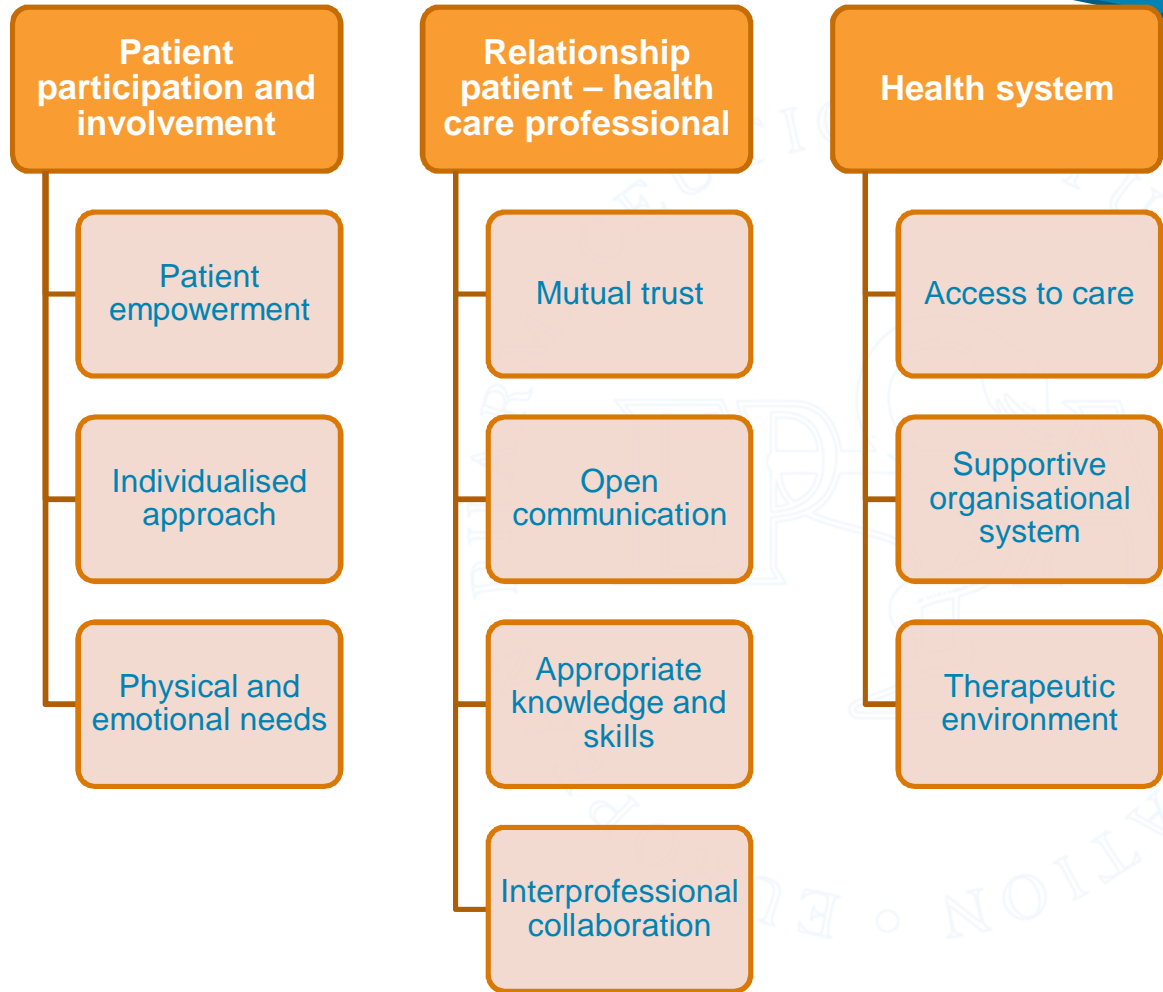 Patient
participation and
involvement
Patient
empowerment
Individualised
approach
Physical and
emotional needs
Relationship
patient – health
care professional
Mutual trust
Open
communication
Appropriate
knowledge and
skills
Interprofessional
collaboration
Health system
Access to care
Supportive
organisational
system
Therapeutic
environment